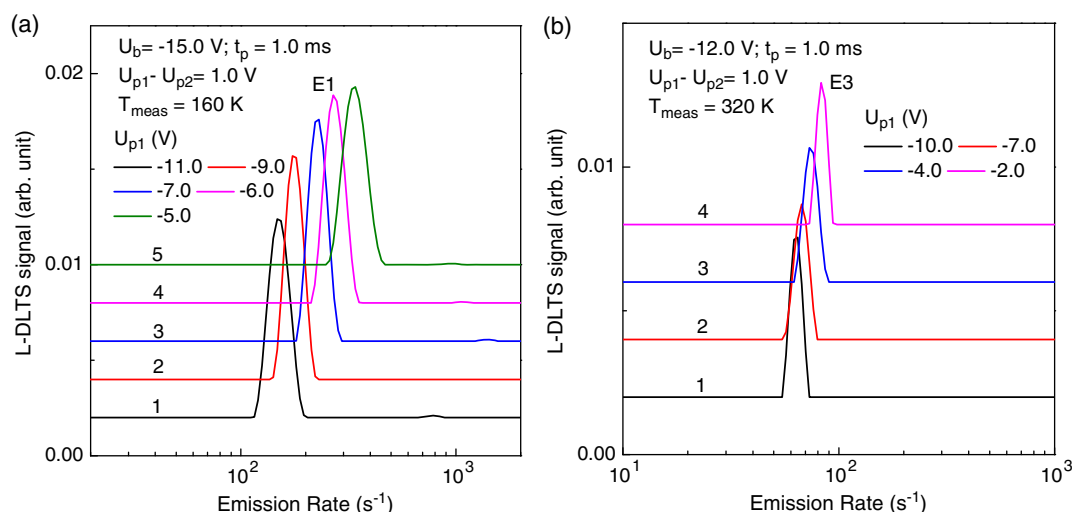 (a)
U_b= -15.0 V; t_p = 1.0 ms
U_p1- U_p2= 1.0 V
T_meas = 160 K
E1
U_p1 (V)
-11.0 -9.0
-7.0 -6.0
-5.0
5
4
3
2
1
0.02
0.01
0.00
10^2 10^3
L-DLTS signal (arb. unit)
Emission Rate (s^-1)
(b)
U_b= -12.0 V; t_p = 1.0 ms
U_p1- U_p2= 1.0 V
T_meas = 320 K
E3
U_p1 (V)
-10.0 -7.0
-4.0 -2.0
4
3
2
1
0.01
0.00
10^1 10^2 10^3
L-DLTS signal (arb. unit)
Emission Rate (s^-1)